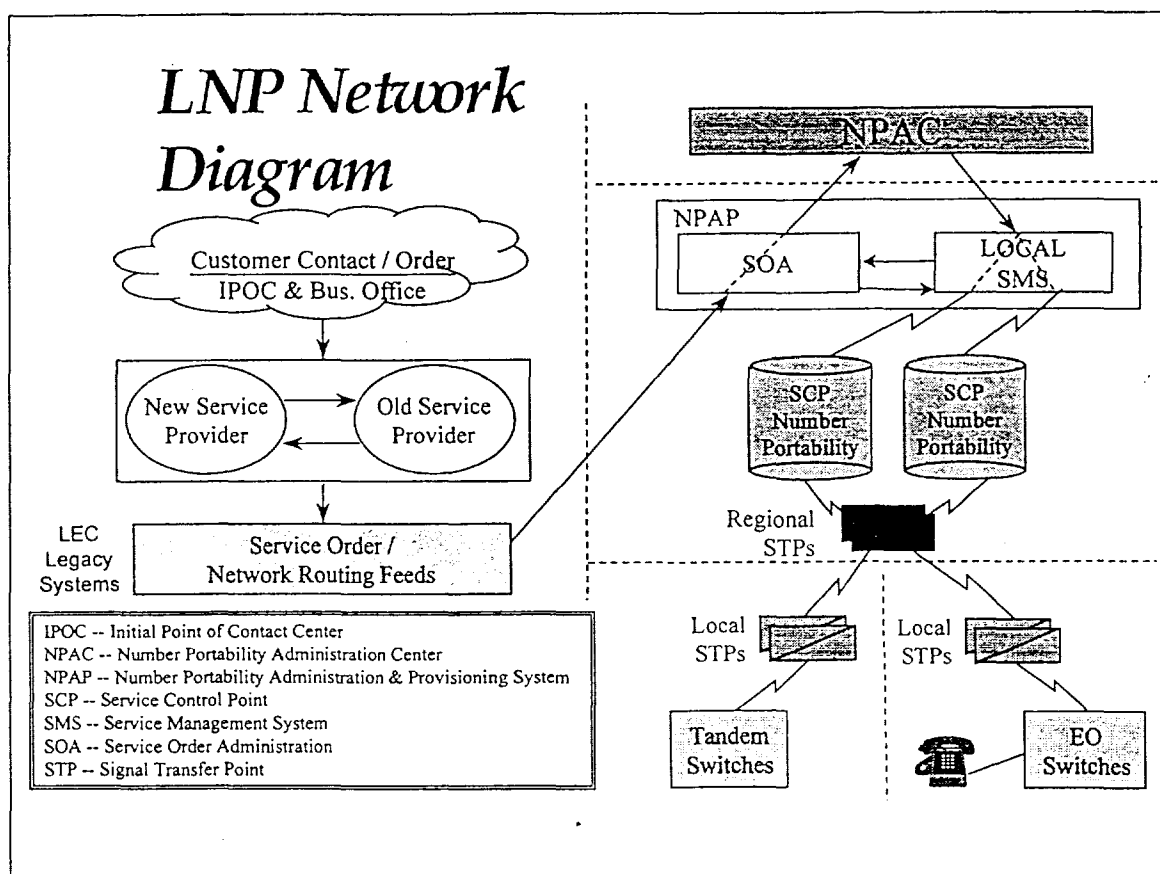 LNP Network
Diagram
Customer Contact / Order
IPOC & Bus. Office
New Service
Provider
Old Service
Provider
LEC
Legacy
Systems
Service Order /
Network Routing Feeds
IPOC -- Initial Point of Contact Center
NPAC -- Number Portability Administration Center
NPAP -- Number Portability Administration & Provisioning System
SCP -- Service Control Point
SMS -- Service Management System
SOA -- Service Order Administration
STP -- Signal Transfer Point
NPAC
NPAP
SOA
LOCAL
SMS
SCP
Number
Portability
SCP
Number
Portability
Regional
STPs
Local
STPs
Local
STPs
Tandem
Switches
EO
Switches